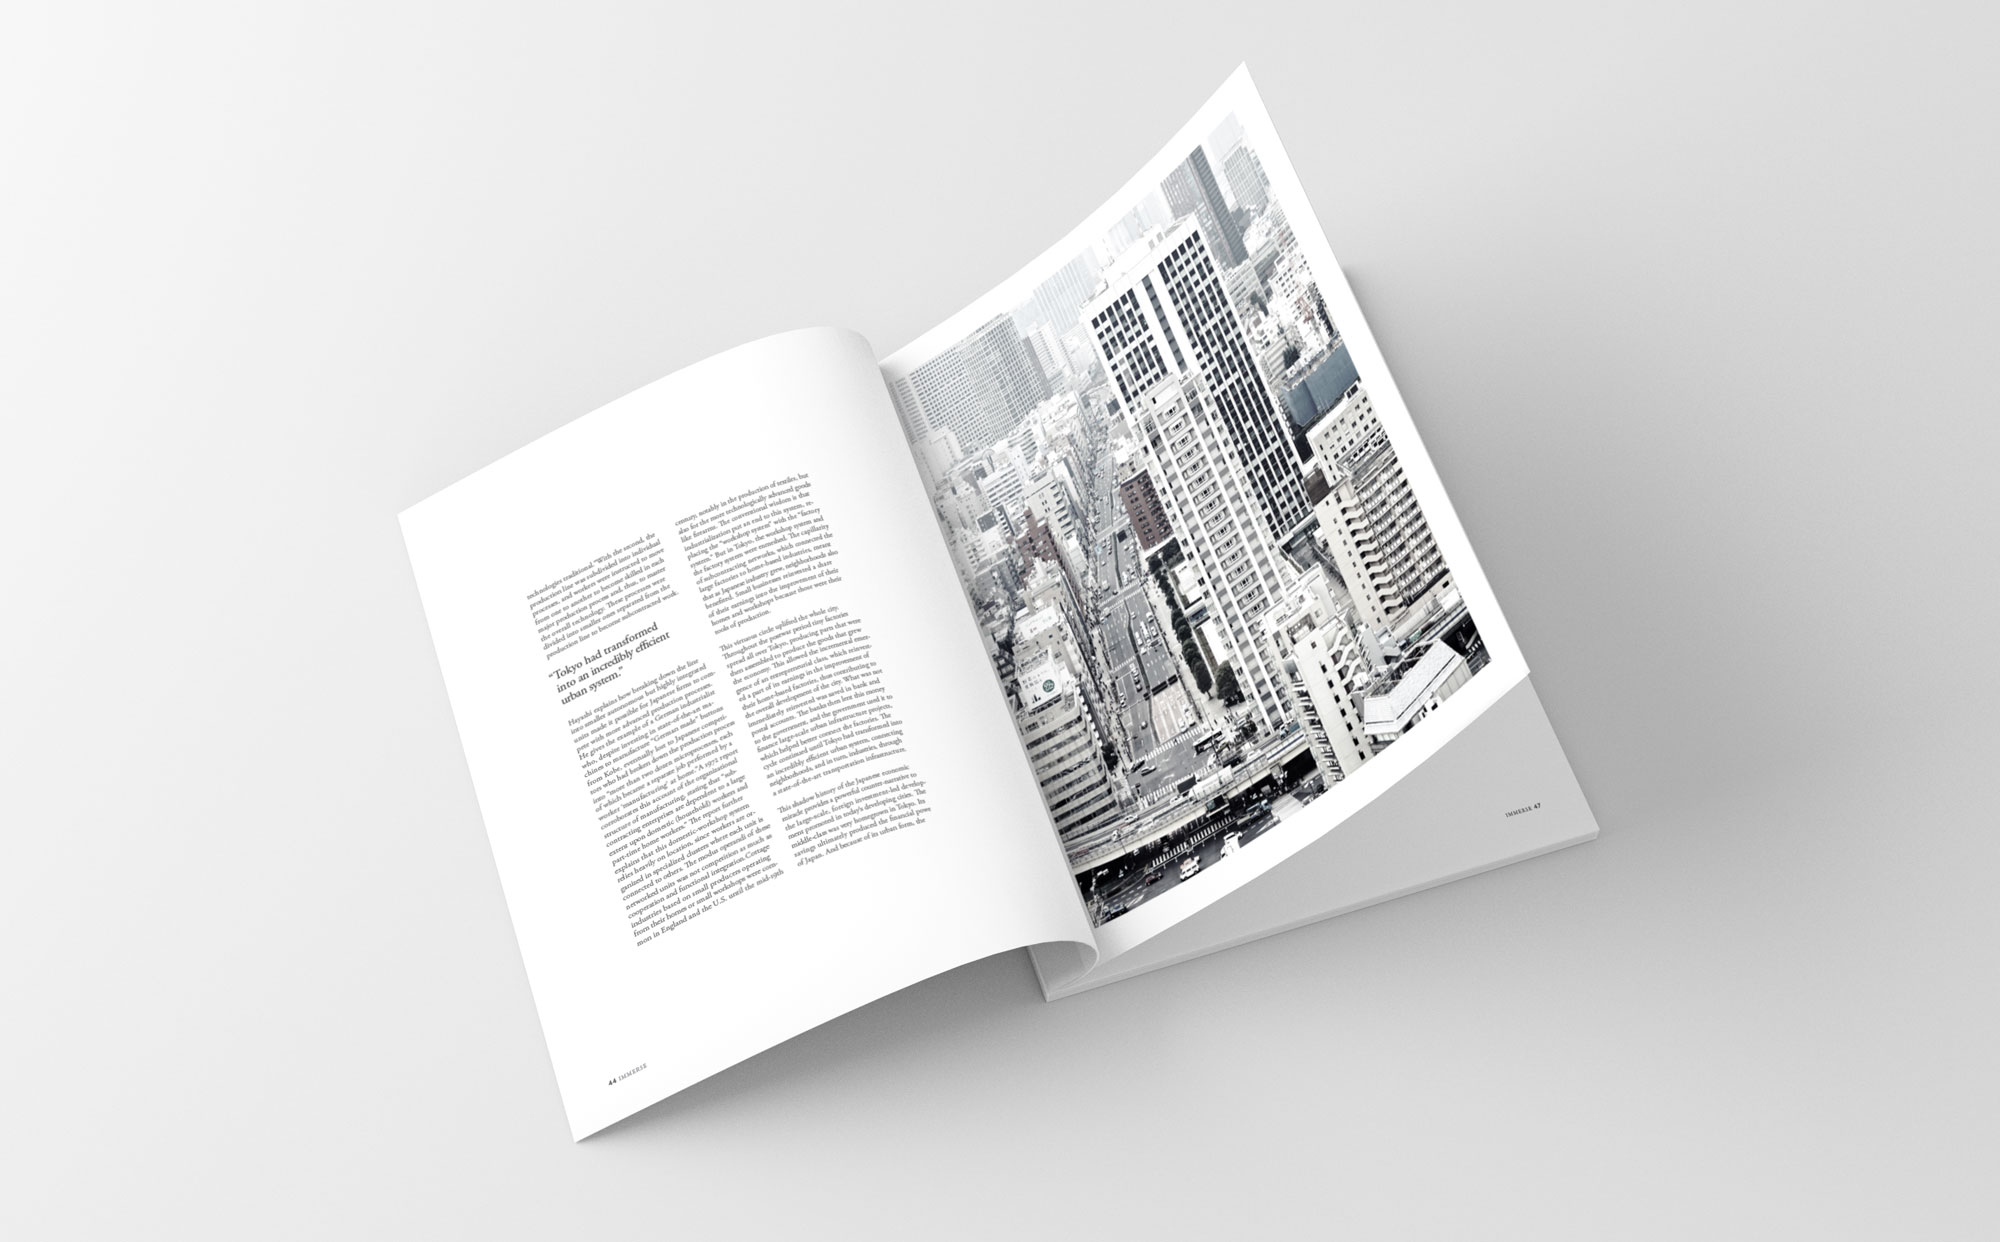 technologies traditional. "With the second, the
production line was subdivided into individual
processes, and workers were instructed to move
from one to another to become skilled in each
major production process and, thus, to master
the overall technology. These processes were
divided into smaller ones separated from the
production line to become subcontracted work.
"Tokyo had transformed
into an incredibly efficient
urban system."
Hayashi explains how breaking down the line
into smaller autonomous but highly integrated
units made it possible for Japanese firms to com-
pete with more advanced production processes.
He gives the example of a German industrialist
who, despite investing in state-of-the-art ma-
chines to manufacture "German made" buttons
from Kobe, eventually lost to Japanese competi-
tors who had broken down the production process
into "more than two dozen microprocesses, each
of which became a separate job performed by a
worker 'manufacturing' at home." A 1972 report
corroborates this account of the organizational
structure of manufacturing, stating that "sub-
contracting enterprises are dependent to a large
extent upon domestic (household) workers and
part-time home workers." The report further
explains that this domestic-workshop system
relies heavily on location, since workers are or-
ganized in specialized clusters where each unit is
connected to others. The modus operandi of these
networked units was not competition as much as
cooperation and functional integration. Cottage
industries based on small producers operating
from their homes or small workshops were com-
mon in England and the U.S. until the mid-19th
century, notably in the production of textiles, but
also for the more technologically advanced goods
like firearms. The conventional wisdom is that
industrialization put an end to this system, re-
placing the "workshop system" with the "factory
system." But in Tokyo, the workshop system and
the factory system were enmeshed. The capillarity
of subcontracting networks, which connected the
large factories to home-based industries, meant
that as Japanese industry grew, neighborhoods also
benefited. Small businesses reinvested a share
of their earnings into the improvement of their
homes and workshops because those were their
tools of production.
This virtuous circle uplifted the whole city.
Throughout the postwar period tiny factories
spread all over Tokyo, producing parts that were
then assembled to produce the goods that grew
the economy. This allowed the incremental emer-
gence of an entrepreneurial class, which reinvest-
ed a part of its earnings in the improvement of
their home-based factories, thus contributing to
the overall development of the city. What was not
immediately reinvested was saved in bank and
postal accounts. The banks then lent this money
to the government, and the government used it to
finance large-scale urban infrastructure projects,
which helped better connect the factories. The
cycle continued until Tokyo had transformed into
an incredibly efficient urban system, connecting
neighborhoods, and in turn, industries, through
a state-of-the-art transportation infrastructure.
This shadow history of the Japanese economic
miracle provides a powerful counter-narrative to
the large-scale, foreign investment-led develop-
ment promoted in today's developing cities. The
middle-class was very homegrown in Tokyo. Its
savings ultimately produced the financial power
of Japan. And because of its urban form, the
44 IMMERSE
IMMERSE 47